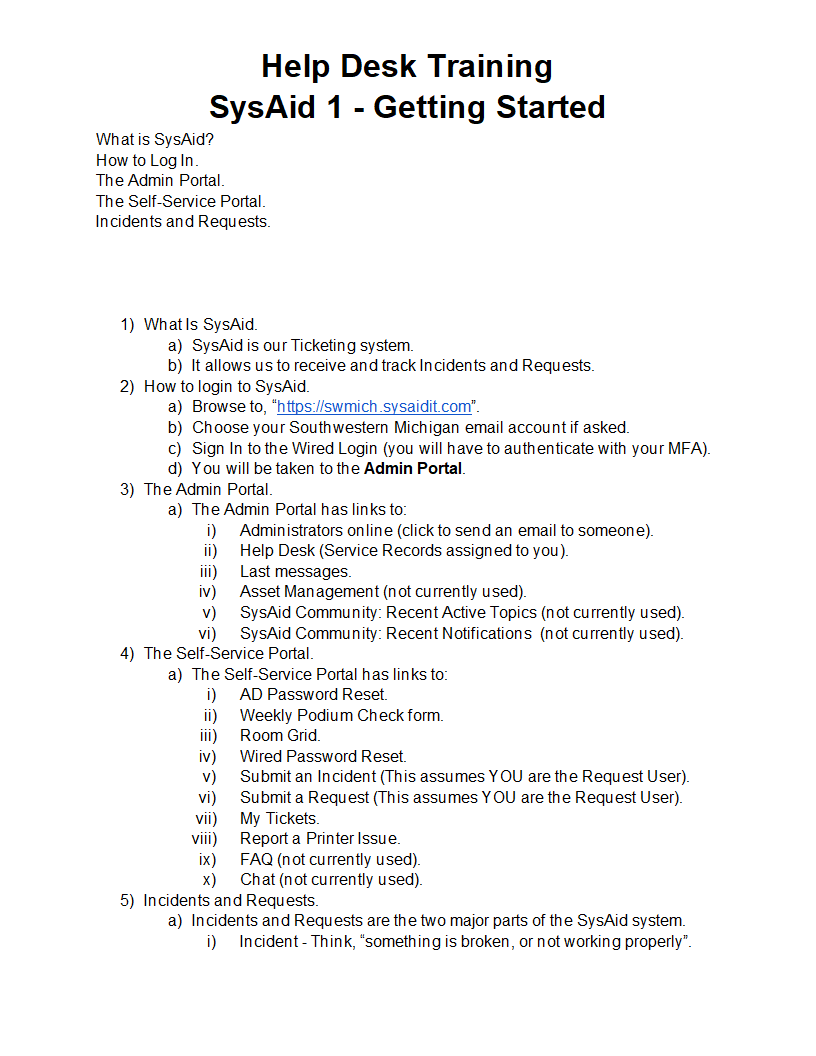 Help Desk Training
SysAid 1 - Getting Started
What is SysAid?
How to Log In.
The Admin Portal.
The Self-Service Portal.
Incidents and Requests.
1) What Is SysAid.
a) SysAid is our Ticketing system.
b) It allows us to receive and track Incidents and Requests.
2) How to login to SysAid.
a) Browse to, “https://swmich.sysaidit.com”.
b) Choose your Southwestern Michigan email account if asked.
c) Sign In to the Wired Login (you will have to authenticate with your MFA).
d) You will be taken to the Admin Portal.
3) The Admin Portal.
a) The Admin Portal has links to:
i) Administrators online (click to send an email to someone).
ii) Help Desk (Service Records assigned to you).
iii) Last messages.
iv) Asset Management (not currently used).
v) SysAid Community: Recent Active Topics (not currently used).
vi) SysAid Community: Recent Notifications (not currently used).
4) The Self-Service Portal.
a) The Self-Service Portal has links to:
i) AD Password Reset.
ii) Weekly Podium Check form.
iii) Room Grid.
iv) Wired Password Reset.
v) Submit an Incident (This assumes YOU are the Request User).
vi) Submit a Request (This assumes YOU are the Request User).
vii) My Tickets.
viii) Report a Printer Issue.
ix) FAQ (not currently used).
x) Chat (not currently used).
5) Incidents and Requests.
a) Incidents and Requests are the two major parts of the SysAid system.
i) Incident - Think, “something is broken, or not working properly”.